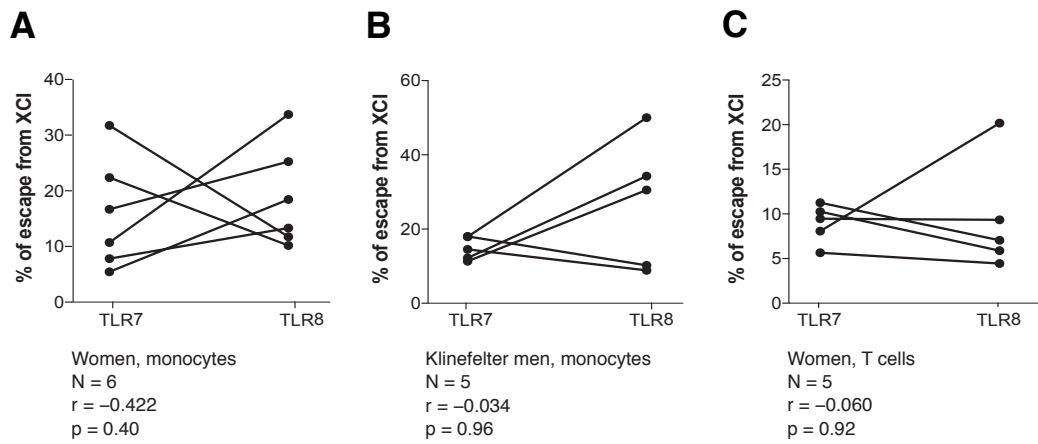 A
% of escape from XCI
40
30
20
10
0
TLR7
TLR8
Women, monocytes
N = 6
r = –0.422
p = 0.40
B
% of escape from XCI
60
40
20
0
TLR7
TLR8
Klinefelter men, monocytes
N = 5
r = –0.034
p = 0.96
C
% of escape from XCI
25
20
15
10
5
0
TLR7
TLR8
Women, T cells
N = 5
r = –0.060
p = 0.92